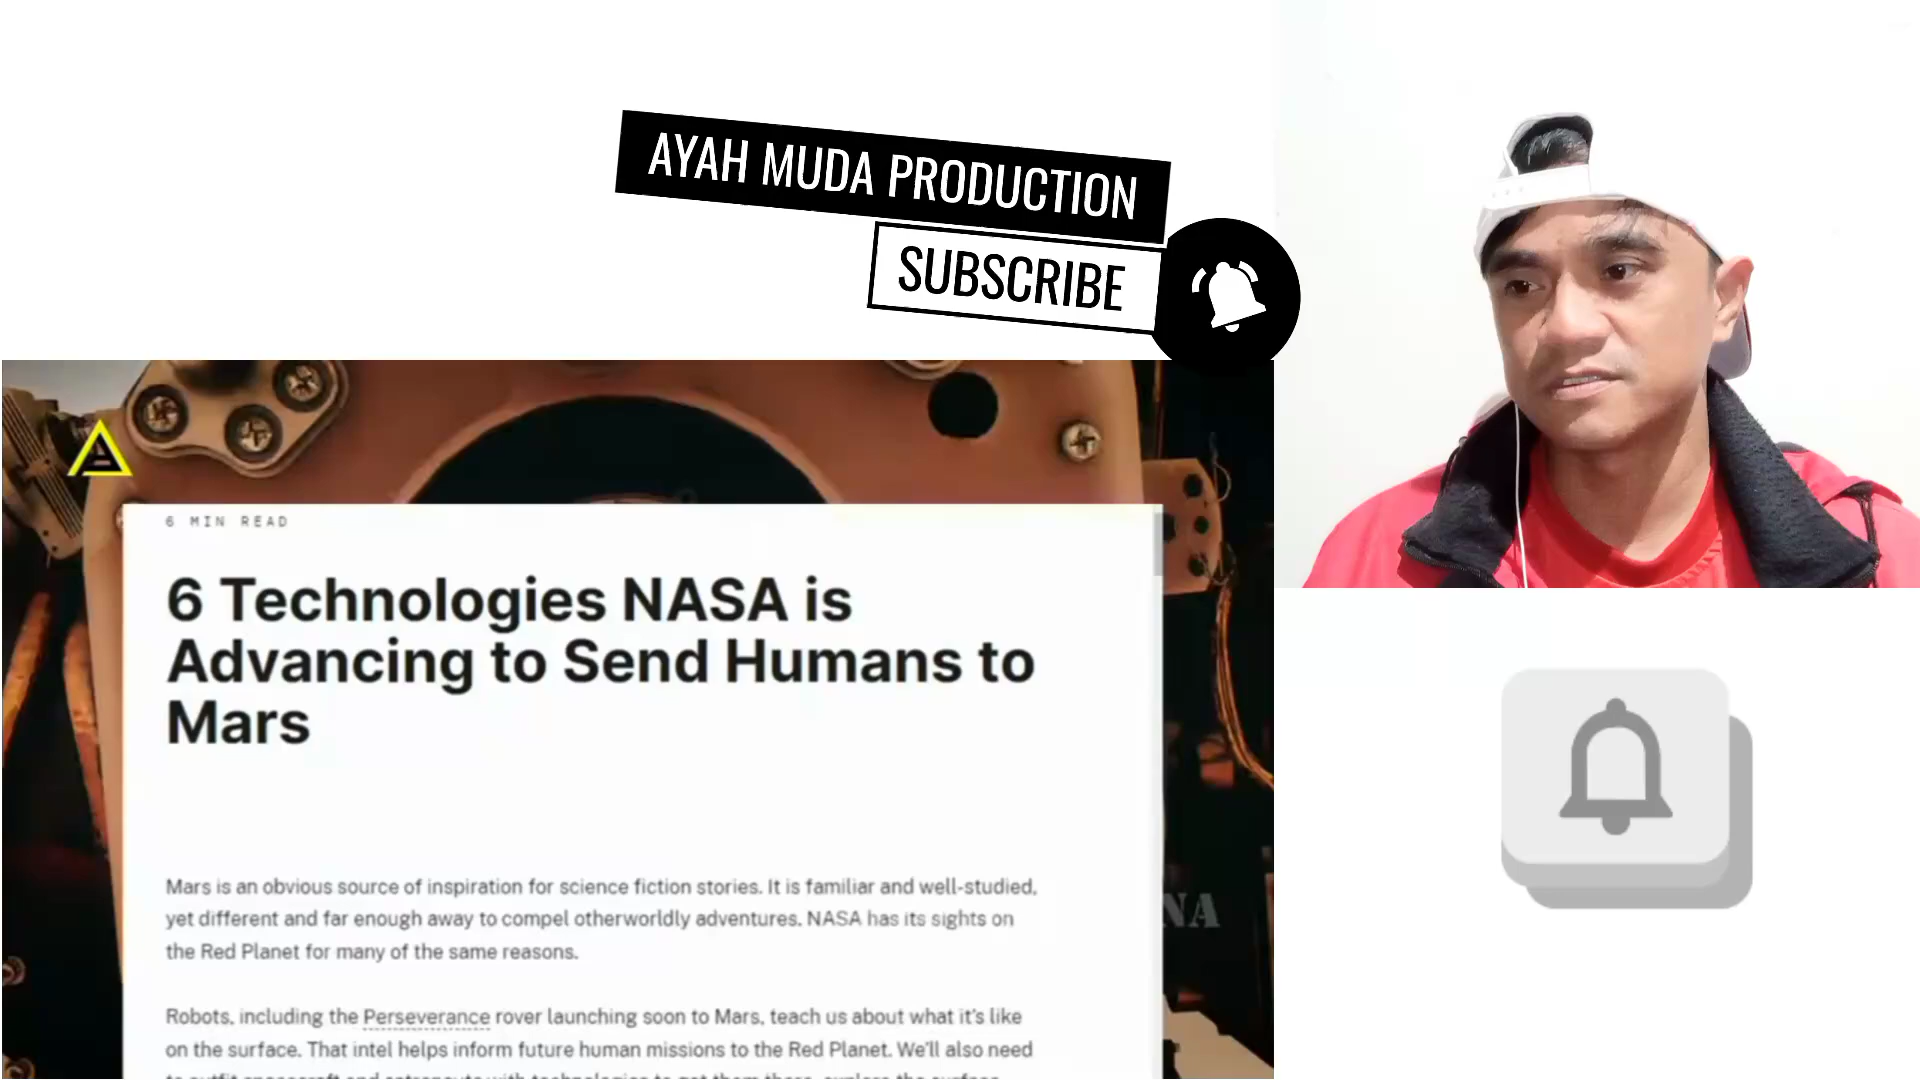 AYAH MUDA PRODUCTION
SUBSCRIBE
6 MIN READ
6 Technologies NASA is
Advancing to Send Humans to
Mars
Mars is an obvious source of inspiration for science fiction stories. It is familiar and well-studied,
yet different and far enough away to compel otherworldly adventures. NASA has its sights on
the Red Planet for many of the same reasons.
NA
Robots, including the Perseverance rover launching soon to Mars, teach us about what it's like
on the surface. That intel helps inform future human missions to the Red Planet. We'll also need